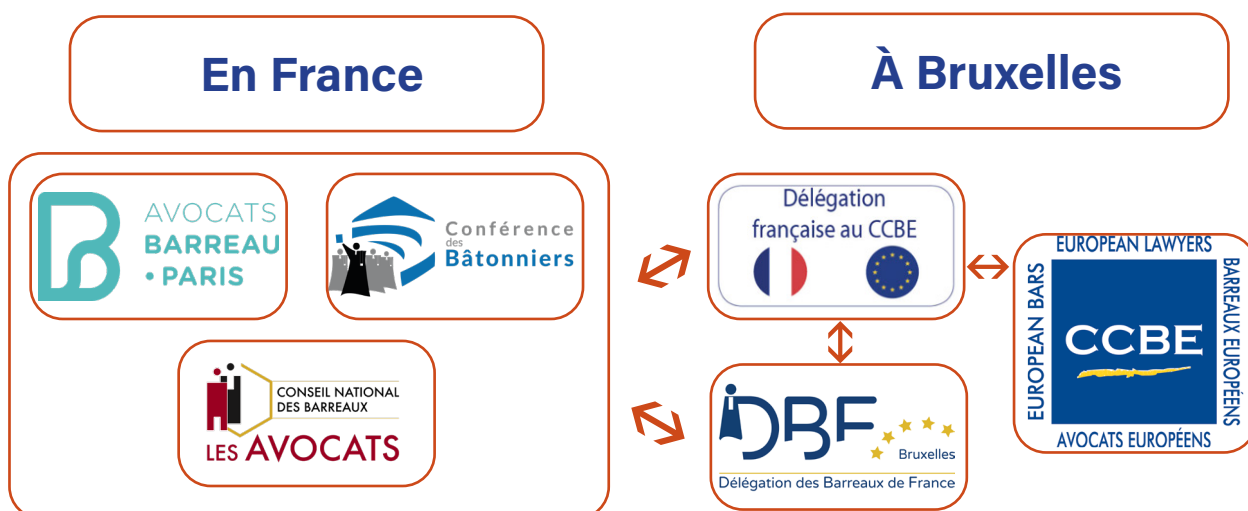 En France
À Bruxelles
AVOCATS
BARREAU
• PARIS
Conférence
des
Bâtonniers
CONSEIL NATIONAL
DES BARREAUX
LES AVOCATS
Délégation
française au CCBE
DBF
Bruxelles
Délégation des Barreaux de France
EUROPEAN LAWYERS
EUROPEAN BARS
CCBE
BARREAUX EUROPÉENS
AVOCATS EUROPÉENS